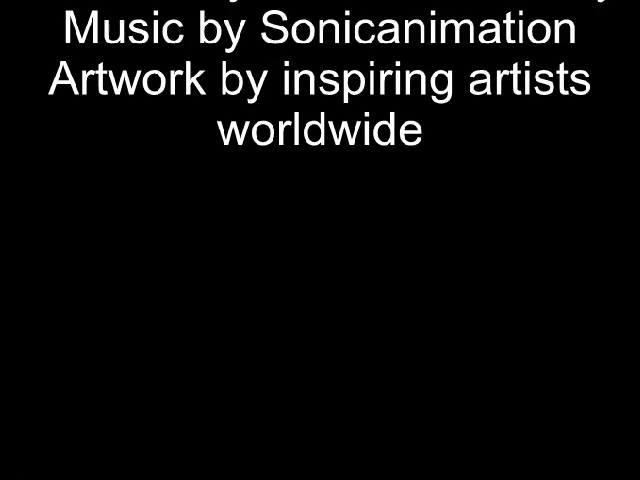 Music by Sonicanimation
Artwork by inspiring artists
worldwide